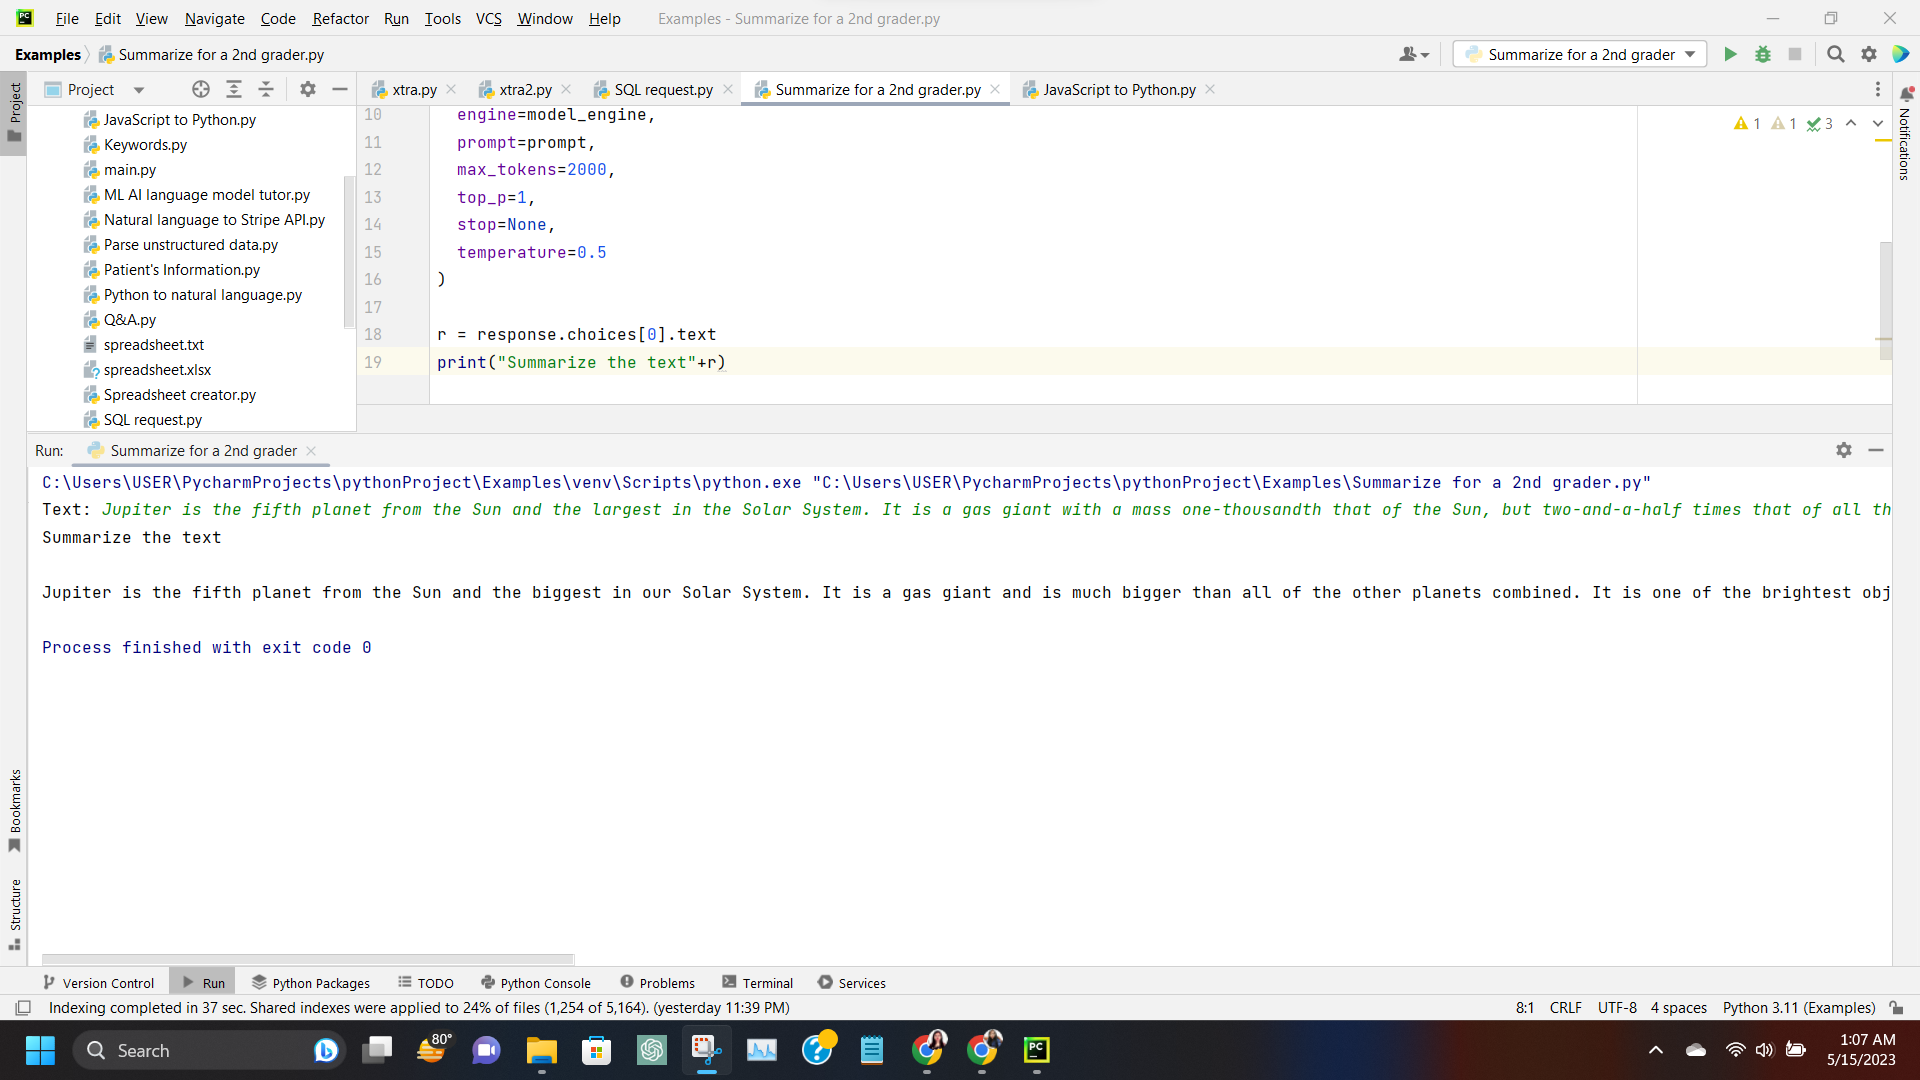 File Edit View Navigate Code Refactor Run Tools VCS Window Help Examples - Summarize for a 2nd grader.py
Examples Summarize for a 2nd grader.py Summarize for a 2nd grader
Project xtra.py xtra2.py SQL request.py Summarize for a 2nd grader.py JavaScript to Python.py
Project
Notifications
JavaScript to Python.py
Keywords.py
main.py
ML AI language model tutor.py
Natural language to Stripe API.py
Parse unstructured data.py
Patient's Information.py
Python to natural language.py
Q&A.py
spreadsheet.txt
spreadsheet.xlsx
Spreadsheet creator.py
SQL request.py
1 1 3
10 engine=model_engine,
11 prompt=prompt,
12 max_tokens=2000,
13 top_p=1,
14 stop=None,
15 temperature=0.5
16 )
17
18 r = response.choices[0].text
19 print("Summarize the text"+r)
Run: Summarize for a 2nd grader
C:\Users\USER\PycharmProjects\pythonProject\Examples\venv\Scripts\python.exe "C:\Users\USER\PycharmProjects\pythonProject\Examples\Summarize for a 2nd grader.py"
Text: Jupiter is the fifth planet from the Sun and the largest in the Solar System. It is a gas giant with a mass one-thousandth that of the Sun, but two-and-a-half times that of all th
Summarize the text
Jupiter is the fifth planet from the Sun and the biggest in our Solar System. It is a gas giant and is much bigger than all of the other planets combined. It is one of the brightest obj
Process finished with exit code 0
Bookmarks
Structure
Version Control Run Python Packages TODO Python Console Problems Terminal Services
Indexing completed in 37 sec. Shared indexes were applied to 24% of files (1,254 of 5,164). (yesterday 11:39 PM) 8:1 CRLF UTF-8 4 spaces Python 3.11 (Examples)
Search 80° PC 1:07 AM
5/15/2023